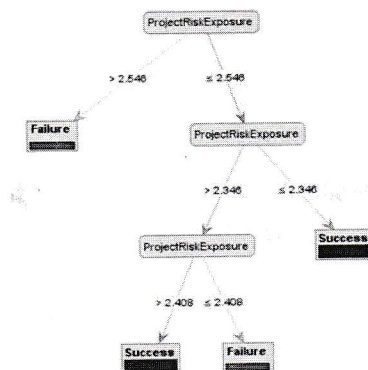 ProjectRiskExposure
> 2.546 ≤ 2.546
Failure
ProjectRiskExposure
> 2.346 ≤ 2.346
ProjectRiskExposure
Success
> 2.408 ≤ 2.408
Success Failure